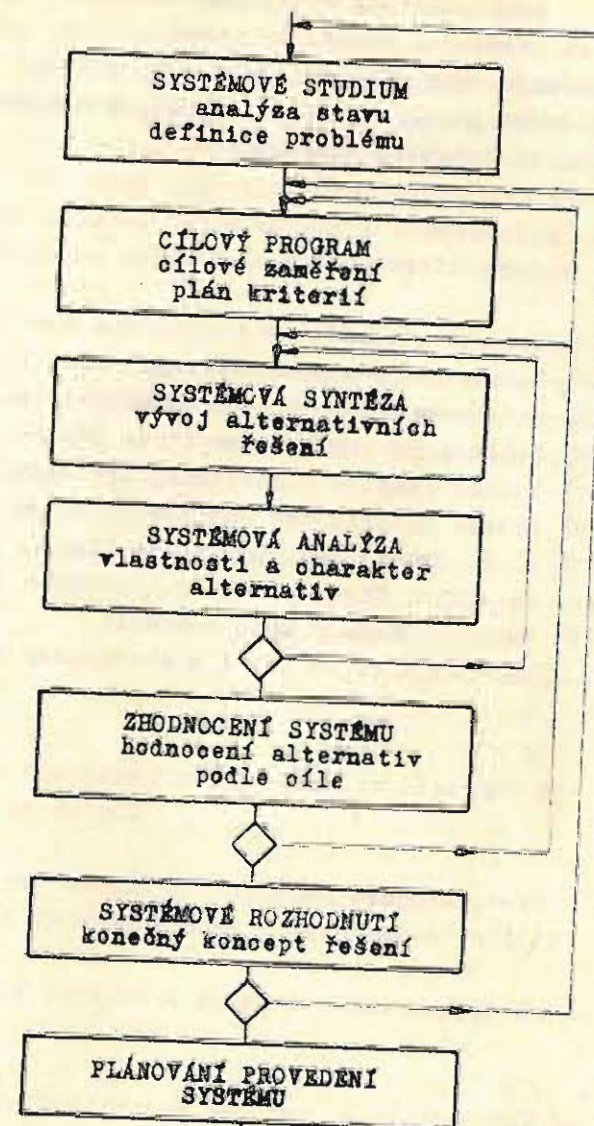 SYSTÉMOVÉ STUDIUM
analýza stavu
definice problému
CÍLOVÝ PROGRAM
cílové zaměření
plán kriterií
SYSTÉMOVÁ SYNTÉZA
vývoj alternativních
řešení
SYSTÉMOVÁ ANALÝZA
vlastnosti a charakter
alternativ
ZHODNOCENÍ SYSTÉMU
hodnocení alternativ
podle cíle
SYSTÉMOVÉ ROZHODNUTÍ
konečný koncept řešení
PLÁNOVÁNÍ PROVEDENÍ
SYSTÉMU